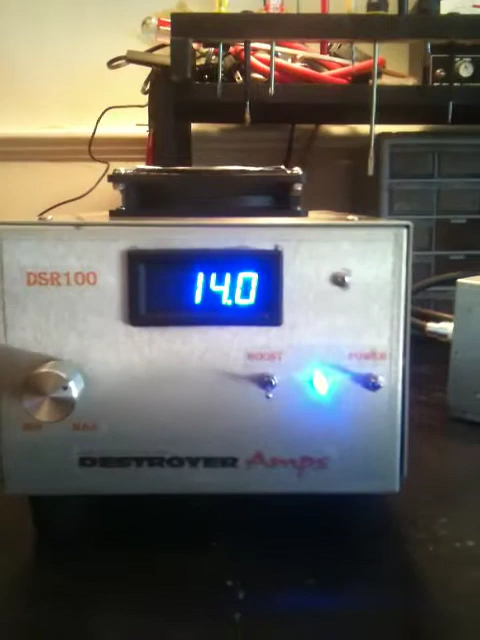 DSR100
14.0
BOOST
POWER
MIN MAX
DESTROYER Amps